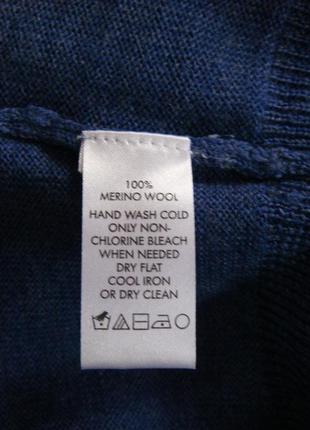 100%
MERINO WOOL
HAND WASH COLD
ONLY NON-
CHLORINE BLEACH
WHEN NEEDED
DRY FLAT
COOL IRON
OR DRY CLEAN